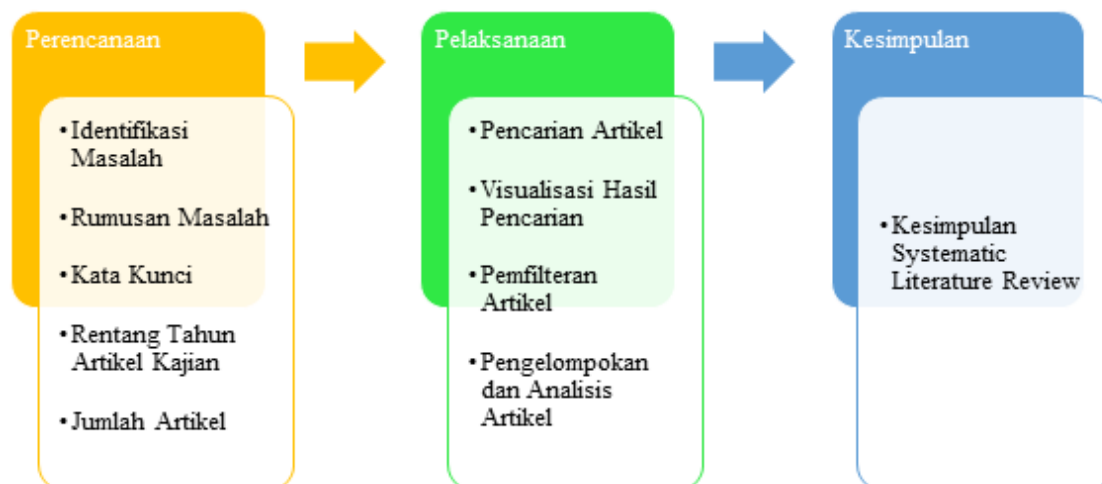 Perencanaan
•Identifikasi
Masalah
•Rumusan Masalah
•Kata Kunci
•Rentang Tahun
Artikel Kajian
•Jumlah Artikel
Pelaksanaan
•Pencarian Artikel
•Visualisasi Hasil
Pencarian
•Pemfilteran
Artikel
•Pengelompokan
dan Analisis
Artikel
Kesimpulan
•Kesimpulan
Systematic
Literature Review